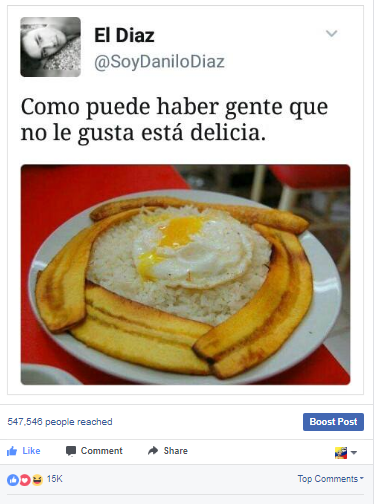 El Diaz
@SoyDaniloDiaz
Como puede haber gente que
no le gusta está delicia.
547,546 people reached
Boost Post
Like Comment Share
15K Top Comments